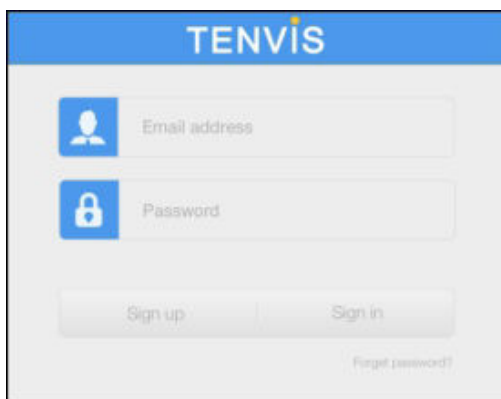 TENVIS
Email address
Password
Sign up Sign in
Forget password?